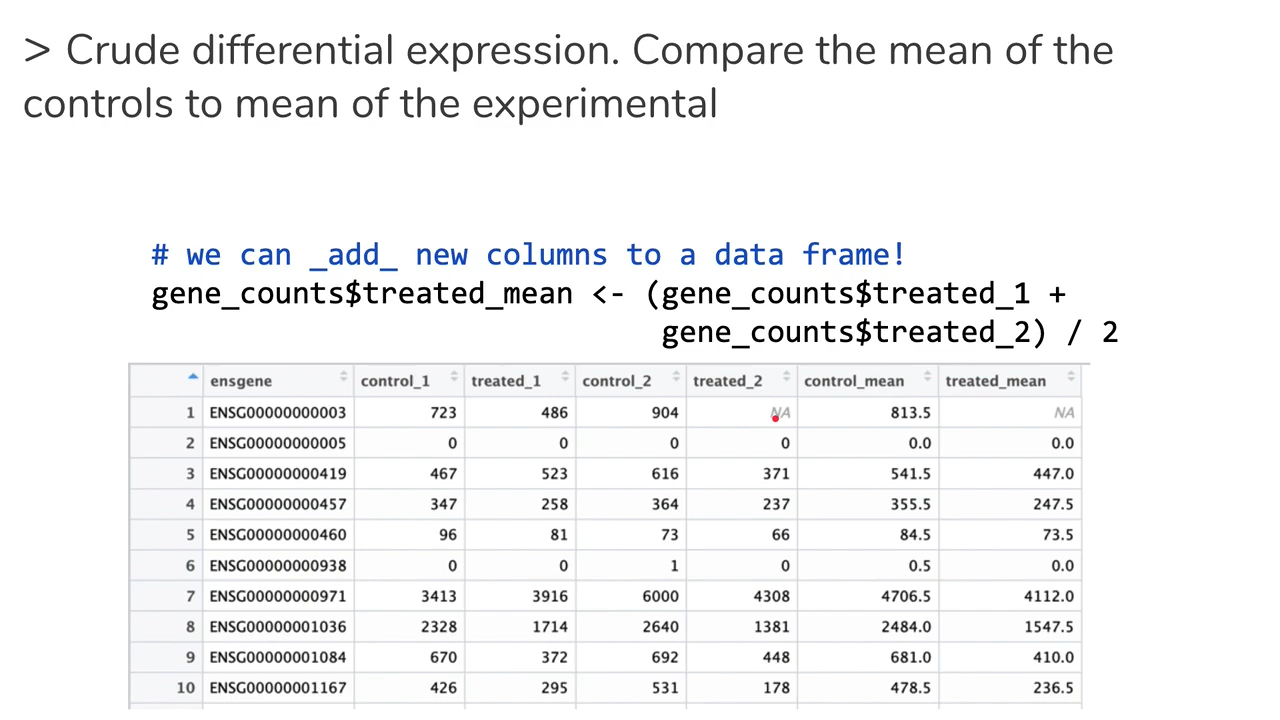 > Crude differential expression. Compare the mean of the
controls to mean of the experimental
# we can _add_ new columns to a data frame!
gene_counts$treated_mean <- (gene_counts$treated_1 +
gene_counts$treated_2) / 2
ensgene control_1 treated_1 control_2 treated_2 control_mean treated_mean
1 ENSG00000000003 723 486 904 NA 813.5 NA
2 ENSG00000000005 0 0 0 0 0.0 0.0
3 ENSG00000000419 467 523 616 371 541.5 447.0
4 ENSG00000000457 347 258 364 237 355.5 247.5
5 ENSG00000000460 96 81 73 66 84.5 73.5
6 ENSG00000000938 0 0 1 0 0.5 0.0
7 ENSG00000000971 3413 3916 6000 4308 4706.5 4112.0
8 ENSG00000001036 2328 1714 2640 1381 2484.0 1547.5
9 ENSG00000001084 670 372 692 448 681.0 410.0
10 ENSG00000001167 426 295 531 178 478.5 236.5